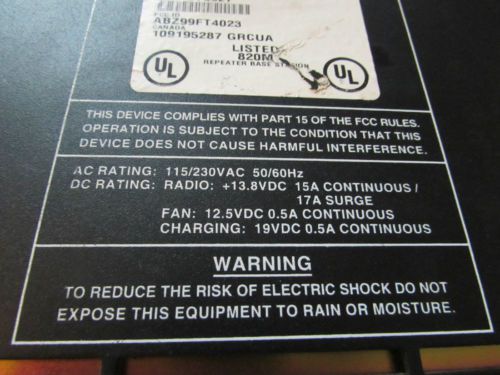 FCC ID
ABZ99FT4023
CANADA
109195287 GRCUA
LISTED
820M
REPEATER BASE STATION
UL
UL
THIS DEVICE COMPLIES WITH PART 15 OF THE FCC RULES.
OPERATION IS SUBJECT TO THE CONDITION THAT THIS
DEVICE DOES NOT CAUSE HARMFUL INTERFERENCE.
AC RATING: 115/230VAC 50/60Hz
DC RATING: RADIO: +13.8VDC 15A CONTINUOUS /
17A SURGE
FAN: 12.5VDC 0.5A CONTINUOUS
CHARGING: 19VDC 0.5A CONTINUOUS
WARNING
TO REDUCE THE RISK OF ELECTRIC SHOCK DO NOT
EXPOSE THIS EQUIPMENT TO RAIN OR MOISTURE.